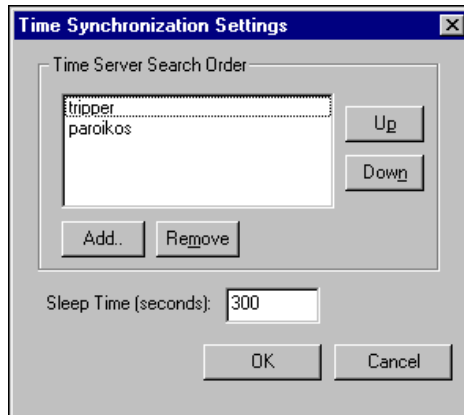 Time Synchronization Settings
Time Server Search Order
tripper
paroikos
Up
Down
Add..
Remove
Sleep Time (seconds):
300
OK
Cancel